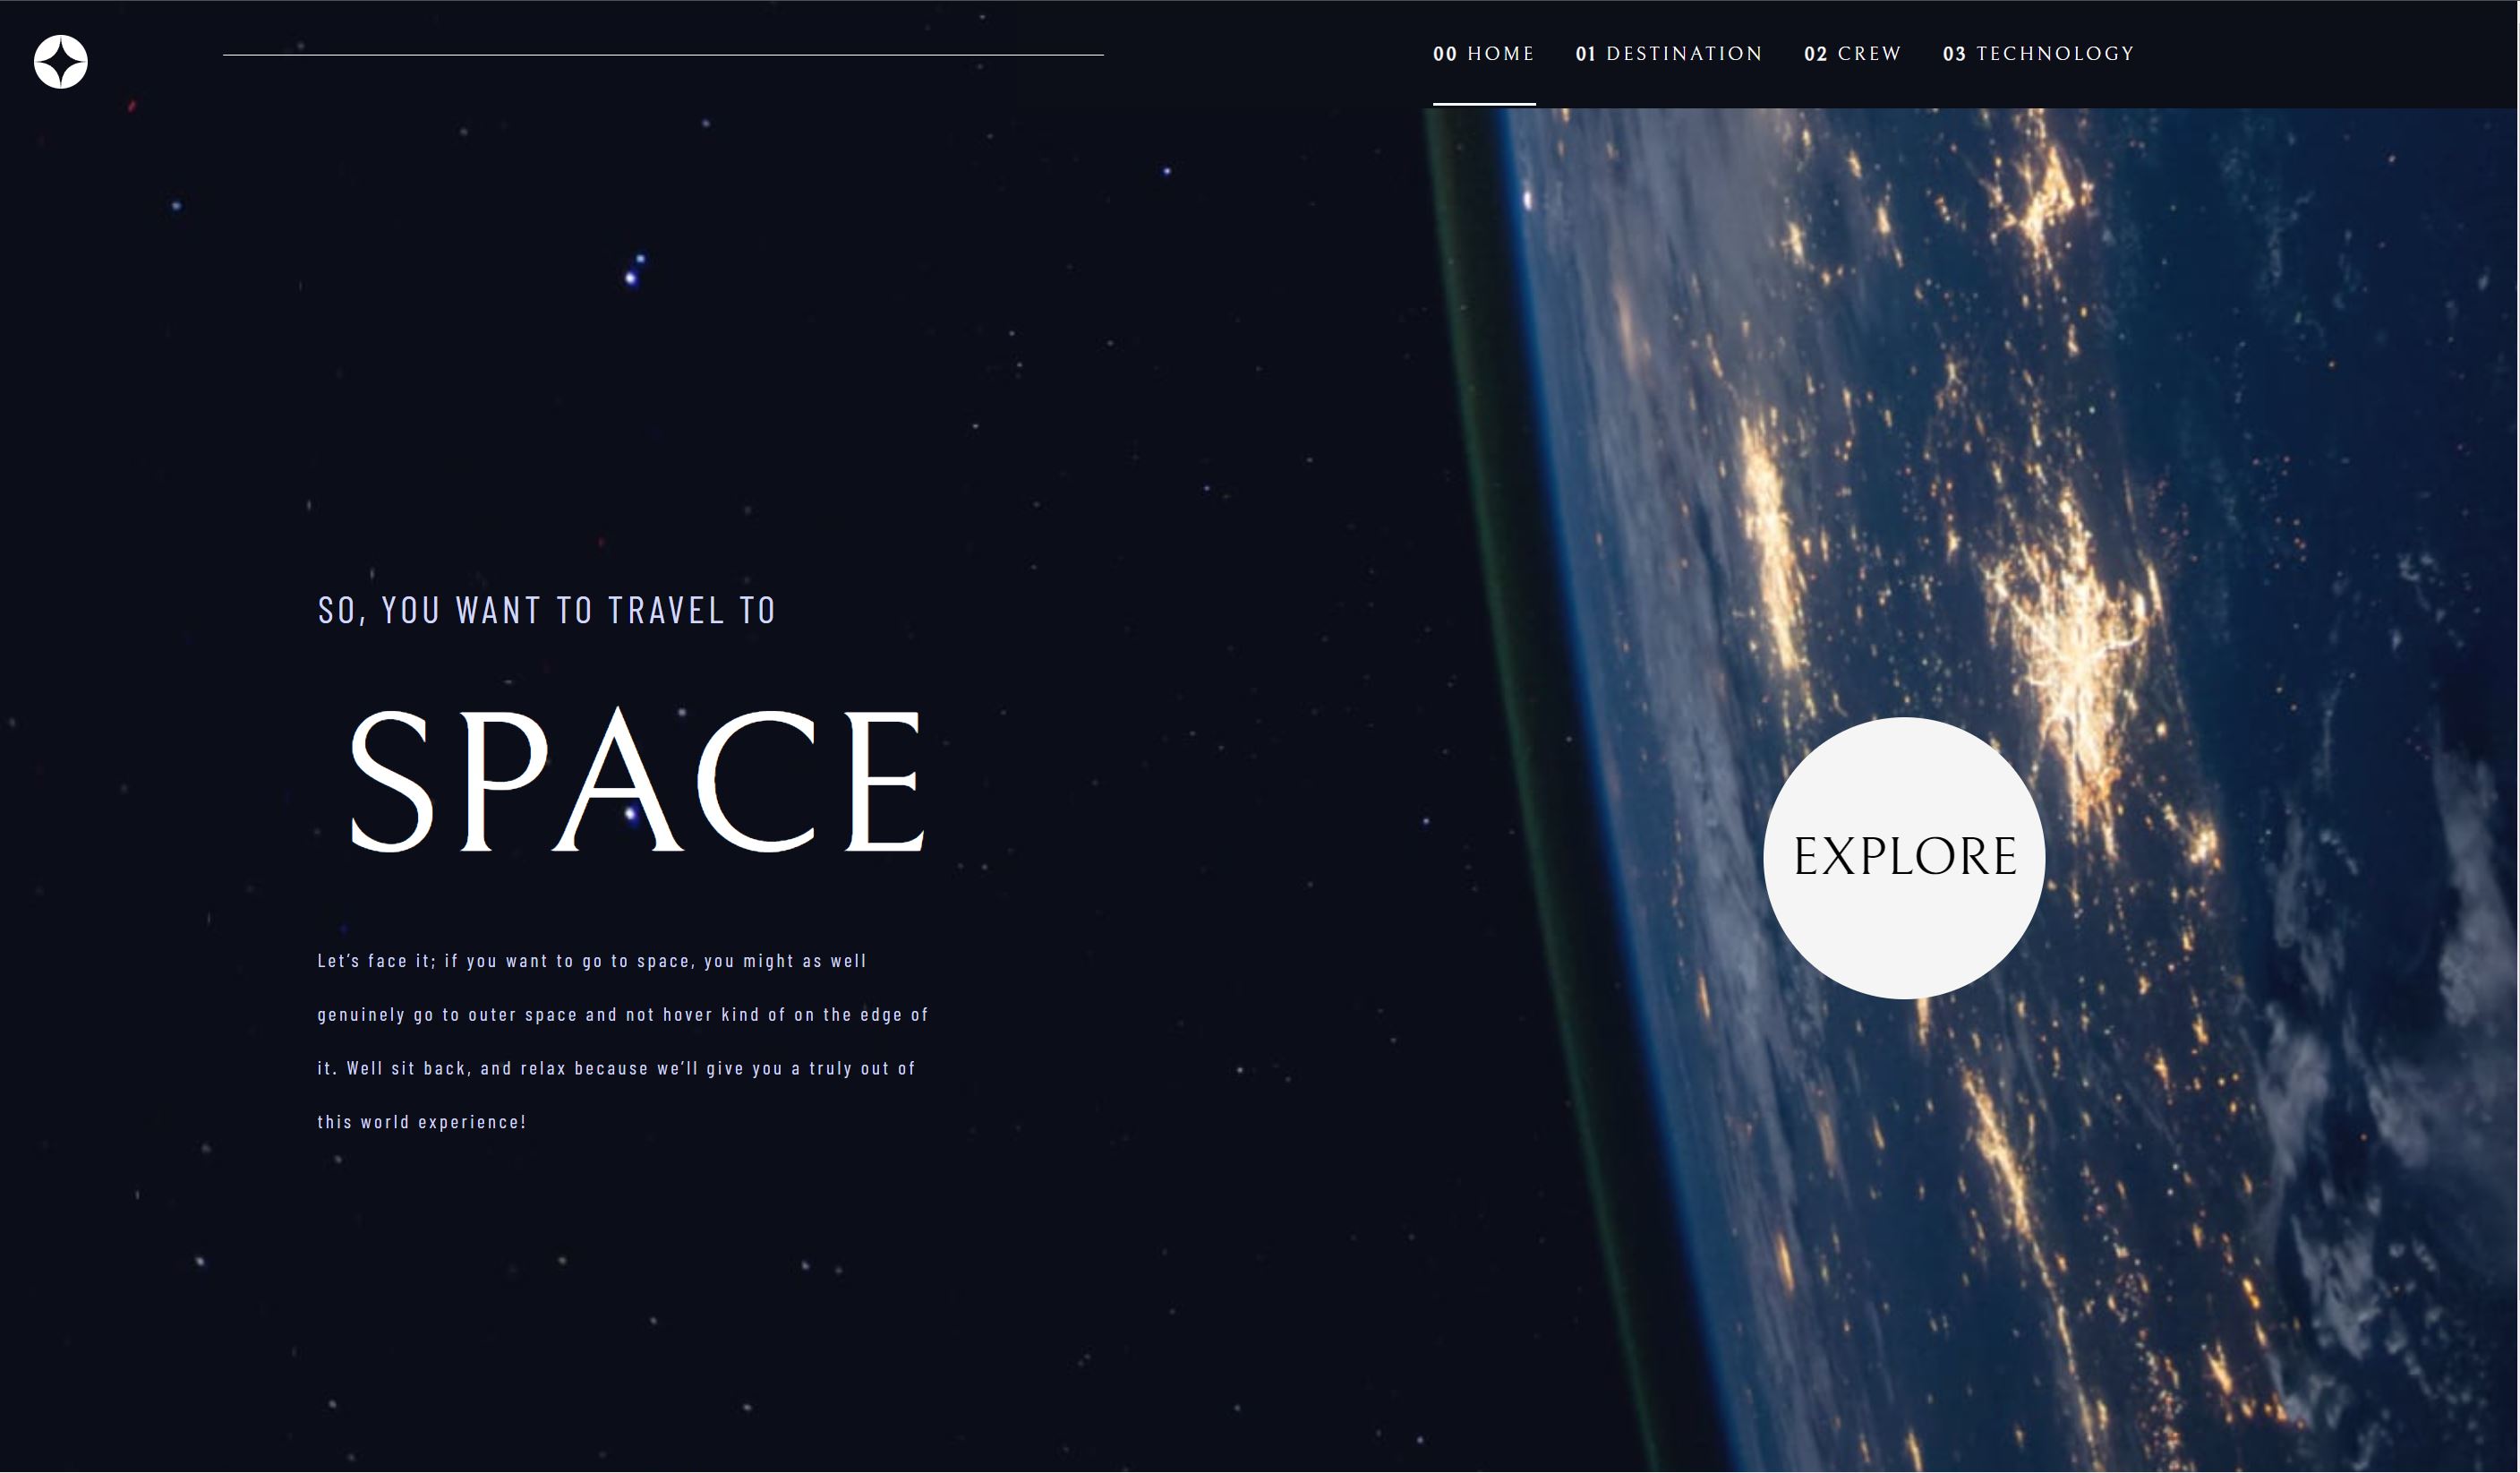 00 HOME 01 DESTINATION 02 CREW 03 TECHNOLOGY
SO, YOU WANT TO TRAVEL TO
SPACE
Let’s face it; if you want to go to space, you might as well
genuinely go to outer space and not hover kind of on the edge of
it. Well sit back, and relax because we’ll give you a truly out of
this world experience!
EXPLORE